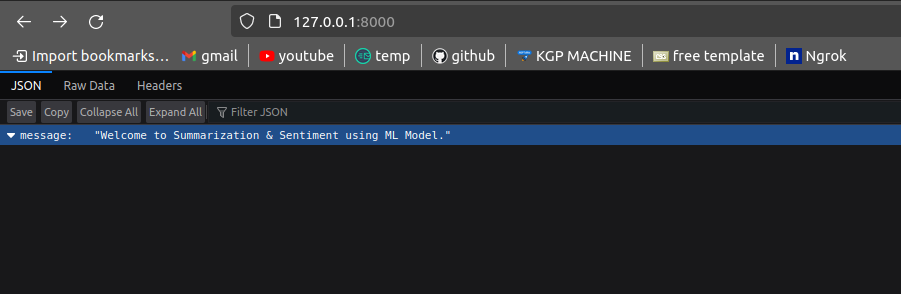 127.0.0.1:8000
Import bookmarks... gmail youtube temp github KGP MACHINE free template Ngrok
JSON Raw Data Headers
Save Copy Collapse All Expand All Filter JSON
message: "Welcome to Summarization & Sentiment using ML Model."